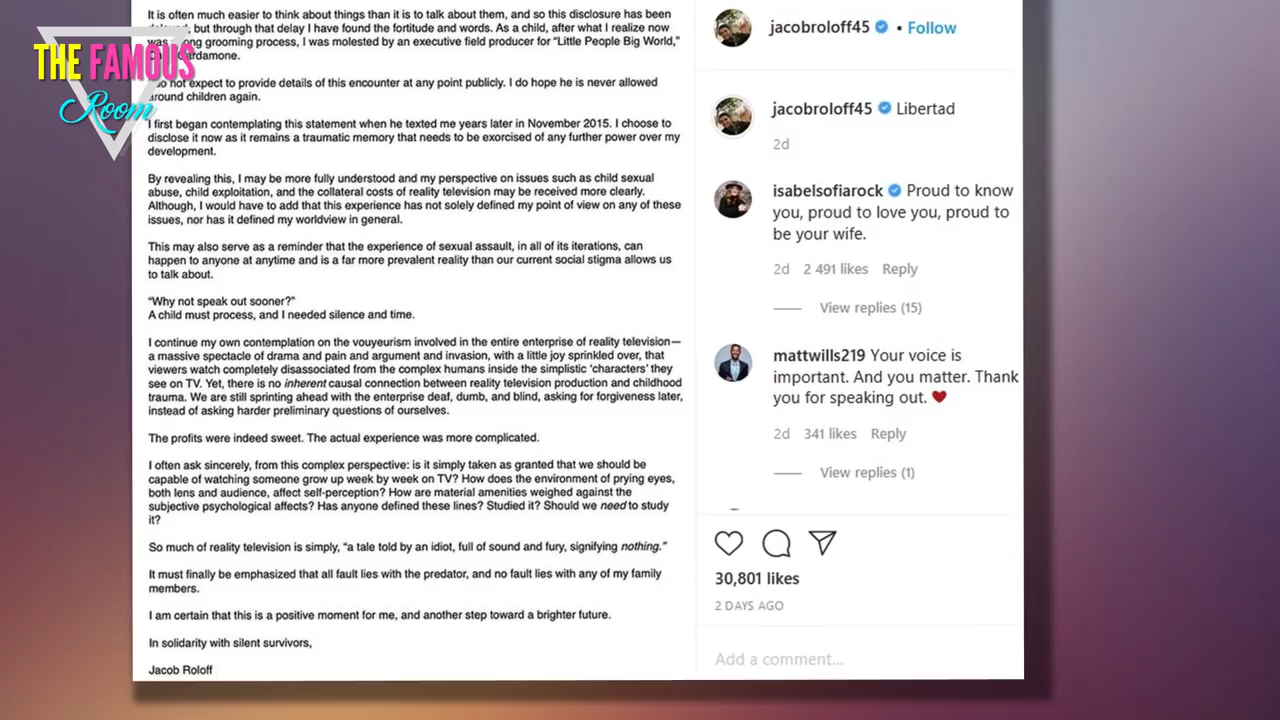 It is often much easier to think about things than it is to talk about them, and so this disclosure has been
but through that delay I have found the fortitude and words. As a child, after what I realize now
was ong grooming process, I was molested by an executive field producer for "Little People Big World,"
ardamone.
THE FAMOUS
Room
not expect to provide details of this encounter at any point publicly. I do hope he is never allowed
around children again.
I first began contemplating this statement when he texted me years later in November 2015. I choose to
disclose it now as it remains a traumatic memory that needs to be exorcised of any further power over my
development.
By revealing this, I may be more fully understood and my perspective on issues such as child sexual
abuse, child exploitation, and the collateral costs of reality television may be received more clearly.
Although, I would have to add that this experience has not solely defined my point of view on any of these
issues, nor has it defined my worldview in general.
This may also serve as a reminder that the experience of sexual assault, in all of its iterations, can
happen to anyone at anytime and is a far more prevalent reality than our current social stigma allows us
to talk about.
"Why not speak out sooner?"
A child must process, and I needed silence and time.
I continue my own contemplation on the vouyeurism involved in the entire enterprise of reality television—
a massive spectacle of drama and pain and argument and invasion, with a little joy sprinkled over, that
viewers watch completely disassociated from the complex humans inside the simplistic 'characters' they
see on TV. Yet, there is no inherent causal connection between reality television production and childhood
trauma. We are still sprinting ahead with the enterprise deaf, dumb, and blind, asking for forgiveness later,
instead of asking harder preliminary questions of ourselves.
The profits were indeed sweet. The actual experience was more complicated.
I often ask sincerely, from this complex perspective: is it simply taken as granted that we should be
capable of watching someone grow up week by week on TV? How does the environment of prying eyes,
both lens and audience, affect self-perception? How are material amenities weighed against the
subjective psychological affects? Has anyone defined these lines? Studied it? Should we need to study
it?
So much of reality television is simply, "a tale told by an idiot, full of sound and fury, signifying nothing."
It must finally be emphasized that all fault lies with the predator, and no fault lies with any of my family
members.
I am certain that this is a positive moment for me, and another step toward a brighter future.
In solidarity with silent survivors,
Jacob Roloff
jacobroloff45 • Follow
jacobroloff45 Libertad
2d
isabelsofiarock Proud to know
you, proud to love you, proud to
be your wife.
2d 2 491 likes Reply
View replies (15)
mattwills219 Your voice is
important. And you matter. Thank
you for speaking out. ❤
2d 341 likes Reply
View replies (1)
30,801 likes
2 DAYS AGO
Add a comment...